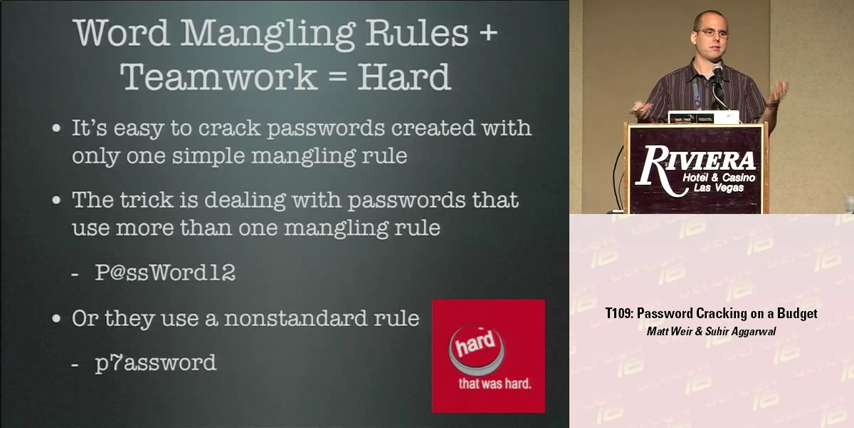 Word Mangling Rules +
Teamwork = Hard
• It's easy to crack passwords created with
only one simple mangling rule
• The trick is dealing with passwords that
use more than one mangling rule
- P@ssWord12
• Or they use a nonstandard rule
- p7assword
hard
that was hard.
RIVIERA
Hotel & Casino
Las Vegas
T109: Password Cracking on a Budget
Matt Weir & Suhir Aggarwal